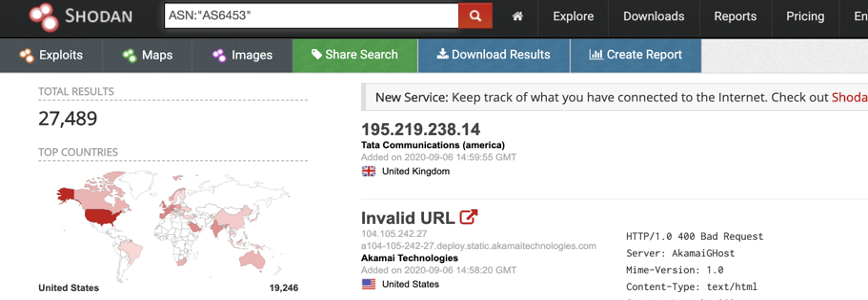 SHODAN ASN:"AS6453" Explore Downloads Reports Pricing En
Exploits Maps Images Share Search Download Results Create Report
TOTAL RESULTS
27,489
TOP COUNTRIES
United States 19,246
New Service: Keep track of what you have connected to the Internet. Check out Shoda
195.219.238.14
Tata Communications (america)
Added on 2020-09-06 14:59:55 GMT
United Kingdom
Invalid URL
104.105.242.27
a104-105-242-27.deploy.static.akamaitechnologies.com
Akamai Technologies
Added on 2020-09-06 14:58:20 GMT
United States
HTTP/1.0 400 Bad Request
Server: AkamaiGHost
Mime-Version: 1.0
Content-Type: text/html